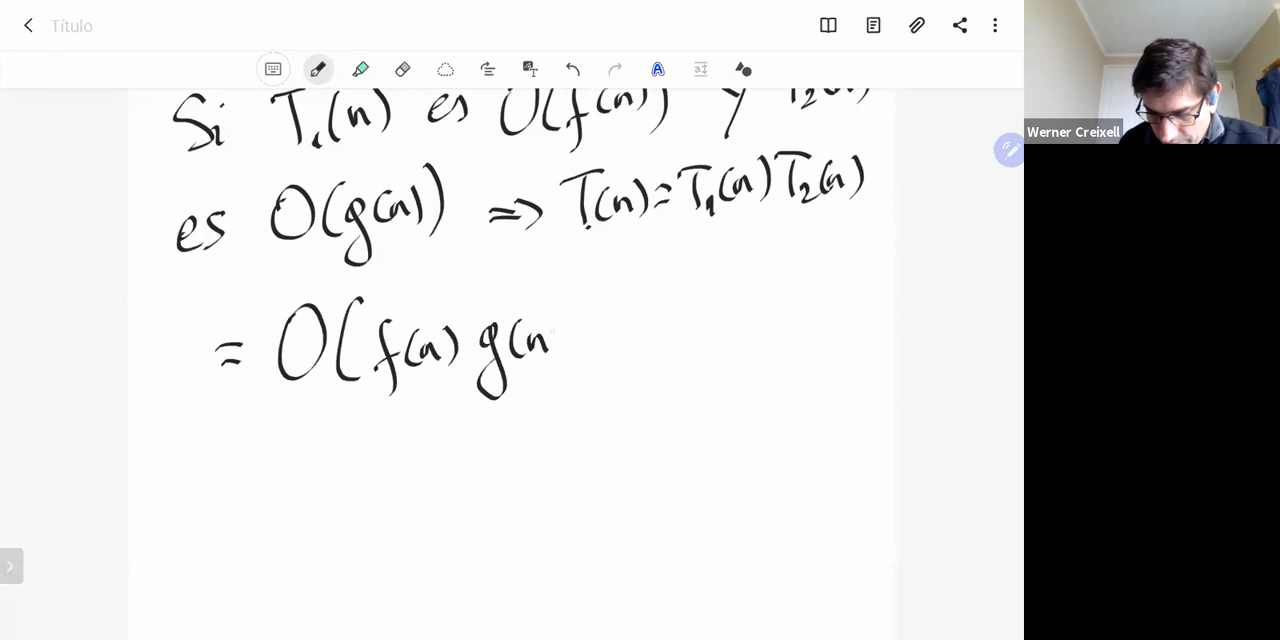 Título
Si T₁(n) es O(f(n)) y T₂(n)
es O(g(n)) => T(n) = T₁(n) T₂(n)
= O(f(n) g(n
Werner Creixell